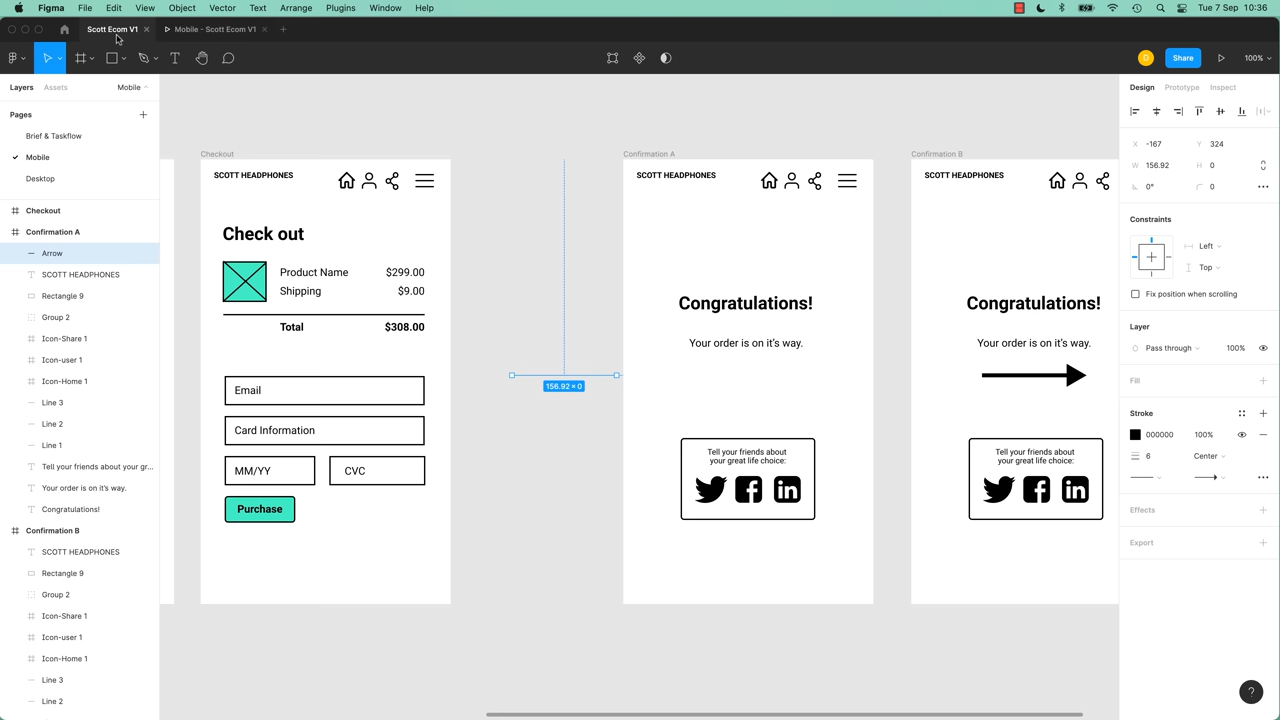 Figma File Edit View Object Vector Text Arrange Plugins Window Help Tue 7 Sep 10:36
Scott Ecom V1 Mobile - Scott Ecom V1
D Share 100%
Layers Assets Mobile
Pages
Brief & Taskflow
Mobile
Desktop
Checkout
Confirmation A
Arrow
SCOTT HEADPHONES
Rectangle 9
Group 2
Icon-Share 1
Icon-user 1
Icon-Home 1
Line 3
Line 2
Line 1
Tell your friends about your gr...
Your order is on it's way.
Congratulations!
Confirmation B
SCOTT HEADPHONES
Rectangle 9
Group 2
Icon-Share 1
Icon-user 1
Icon-Home 1
Line 3
Line 2
Checkout
SCOTT HEADPHONES
Check out
Product Name $299.00
Shipping $9.00
Total $308.00
Email
Card Information
MM/YY CVC
Purchase
156.92 × 0
Confirmation A
SCOTT HEADPHONES
Congratulations!
Your order is on it's way.
Tell your friends about
your great life choice:
Confirmation B
SCOTT HEADPHONES
Congratulations!
Your order is on it's way.
Tell your friends about
your great life choice:
Design Prototype Inspect
X -167 Y 324
W 156.92 H 0
0° 0
Constraints
Left
Top
Fix position when scrolling
Layer
Pass through 100%
Fill
Stroke
000000 100%
6 Center
Effects
Export
?